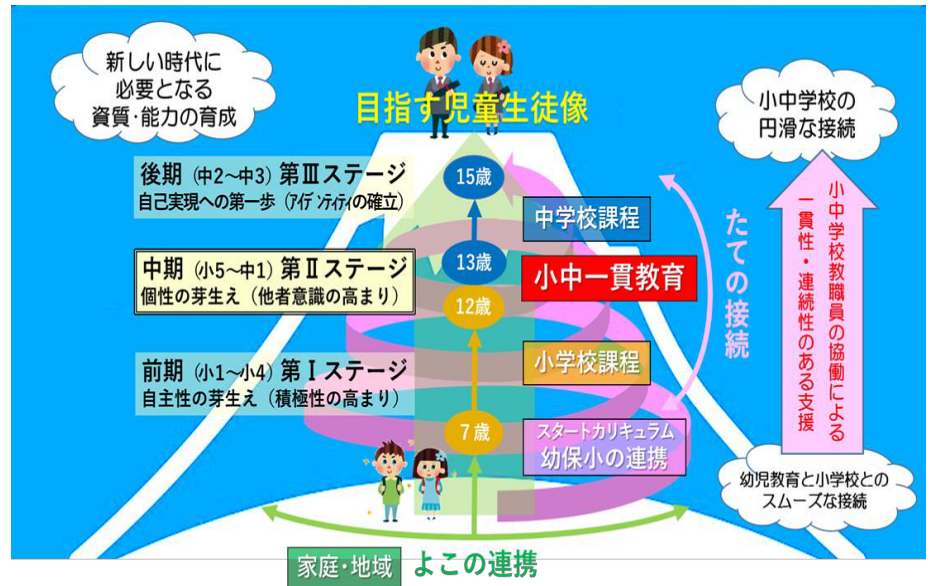 新しい時代に
必要となる
資質・能力の育成
目指す児童生徒像
小中学校の
円滑な接続
後期（中2～中3）第Ⅲステージ
自己実現への第一歩（アイデンティティの確立）
15歳
中学校課程
中期（小5～中1）第Ⅱステージ
個性の芽生え（他者意識の高まり）
13歳
12歳
小中一貫教育
前期（小1～小4）第Ⅰステージ
自主性の芽生え（積極性の高まり）
小学校課程
7歳
スタートカリキュラム
幼保小の連携
たての接続
小中学校教職員の協働による
一貫性・連続性のある支援
幼児教育と小学校との
スムーズな接続
家庭・地域
よこの連携